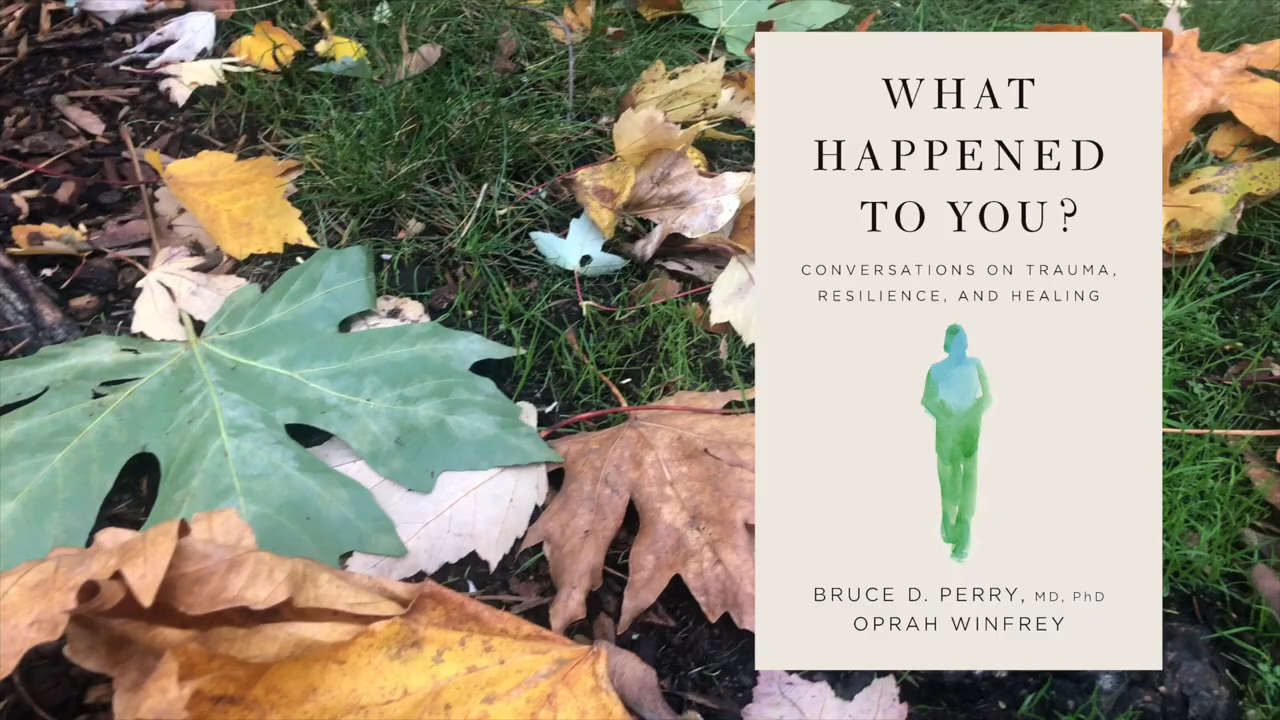 WHAT
HAPPENED
TO YOU?
CONVERSATIONS ON TRAUMA,
RESILIENCE, AND HEALING
BRUCE D. PERRY, MD, PhD
OPRAH WINFREY